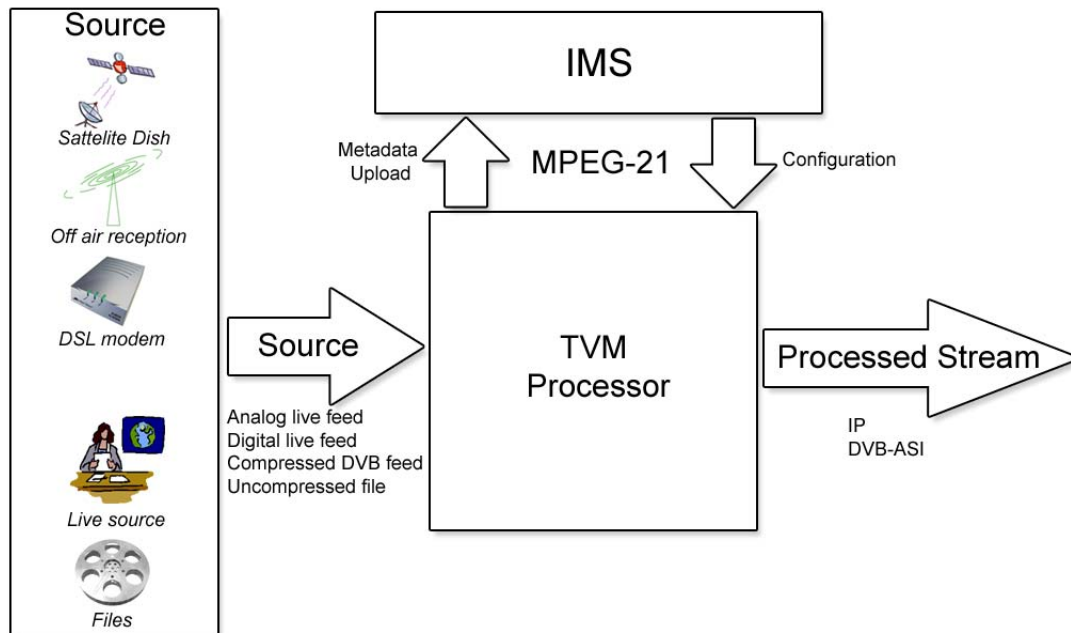 Source
Sattelite Dish
Off air reception
DSL modem
Live source
Files
IMS
Metadata
Upload
MPEG-21
Configuration
Source
Analog live feed
Digital live feed
Compressed DVB feed
Uncompressed file
TVM
Processor
Processed Stream
IP
DVB-ASI